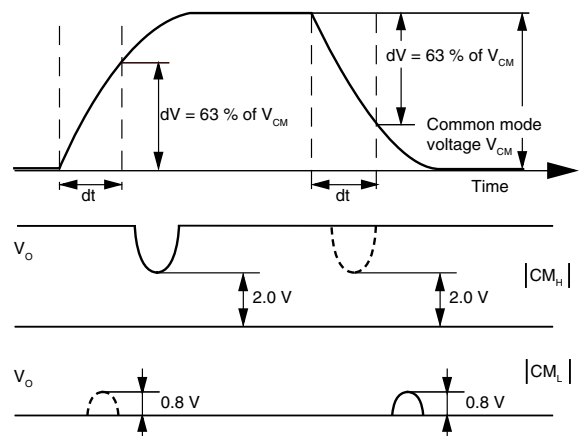 dV = 63 % of V_CM
dV = 63 % of V_CM
Common mode
voltage V_CM
dt
dt
Time
V_O
|CM_H|
2.0 V
2.0 V
V_O
|CM_L|
0.8 V
0.8 V